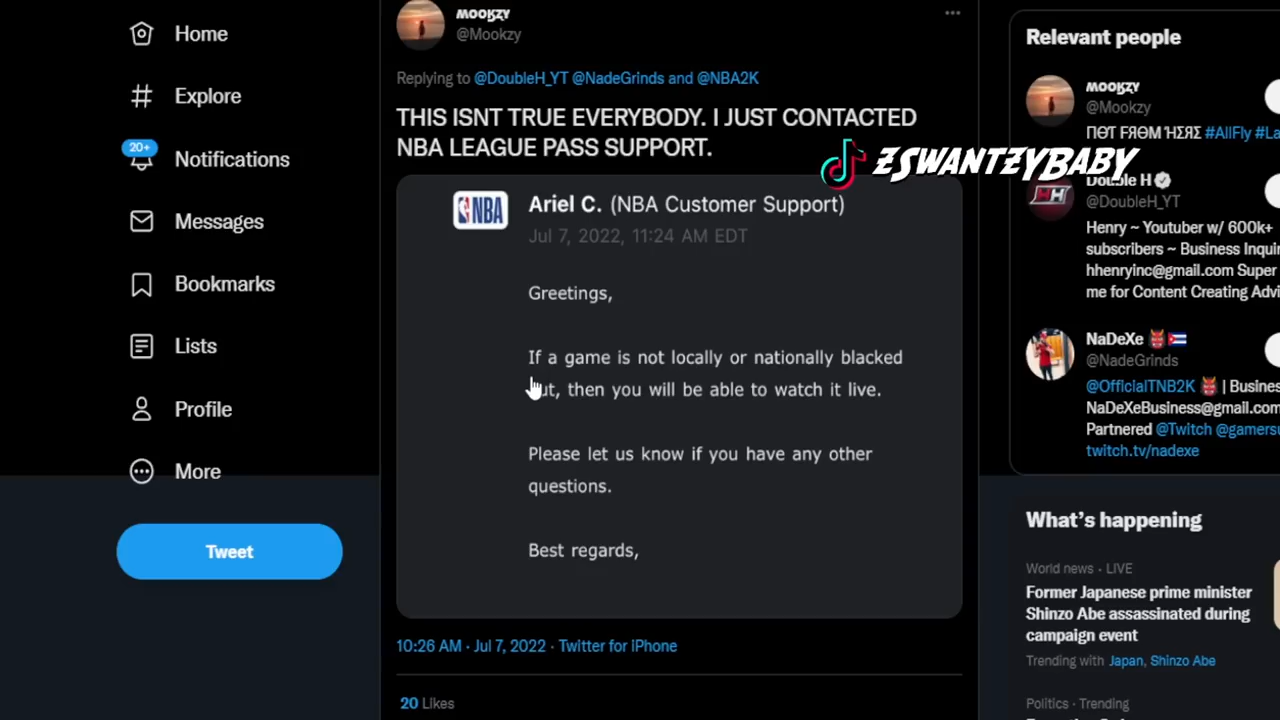 Home
Explore
20+
Notifications
Messages
Bookmarks
Lists
Profile
More
Tweet
ᗰOOKZY
@Mookzy
Replying to @DoubleH_YT @NadeGrinds and @NBA2K
THIS ISNT TRUE EVERYBODY. I JUST CONTACTED
NBA LEAGUE PASS SUPPORT.
ZSWANTZYBABY
NBA
Ariel C. (NBA Customer Support)
Jul 7, 2022, 11:24 AM EDT
Greetings,
If a game is not locally or nationally blacked
out, then you will be able to watch it live.
Please let us know if you have any other
questions.
Best regards,
10:26 AM · Jul 7, 2022 · Twitter for iPhone
20 Likes
Relevant people
ᗰOOKZY
@Mookzy
#AllFly #La
Double H
@DoubleH_YT
Henry ~ Youtuber w/ 600k+
subscribers ~ Business Inquir
hhenryinc@gmail.com Super
me for Content Creating Advi
NaDeXe
@NadeGrinds
@OfficialTNB2K | Busines
NaDeXeBusiness@gmail.com
Partnered @Twitch @gamersu
twitch.tv/nadexe
What's happening
World news · LIVE
Former Japanese prime minister
Shinzo Abe assassinated during
campaign event
Trending with Japan, Shinzo Abe
Politics · Trending